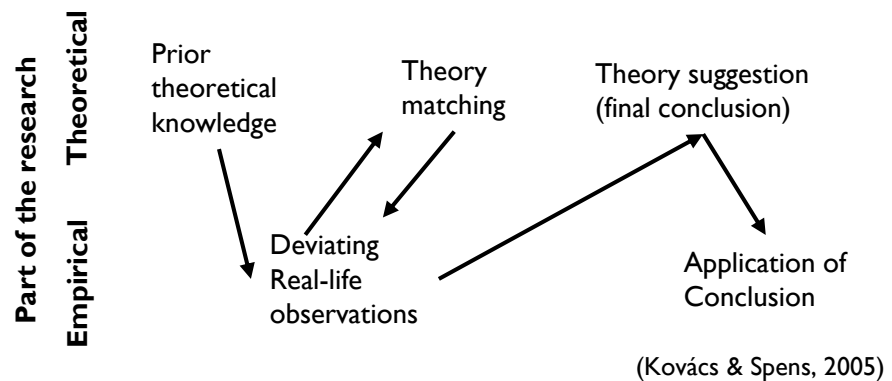 Part of the research
Theoretical
Empirical
Prior
theoretical
knowledge
Theory
matching
Theory suggestion
(final conclusion)
Deviating
Real-life
observations
Application of
Conclusion
(Kovács & Spens, 2005)